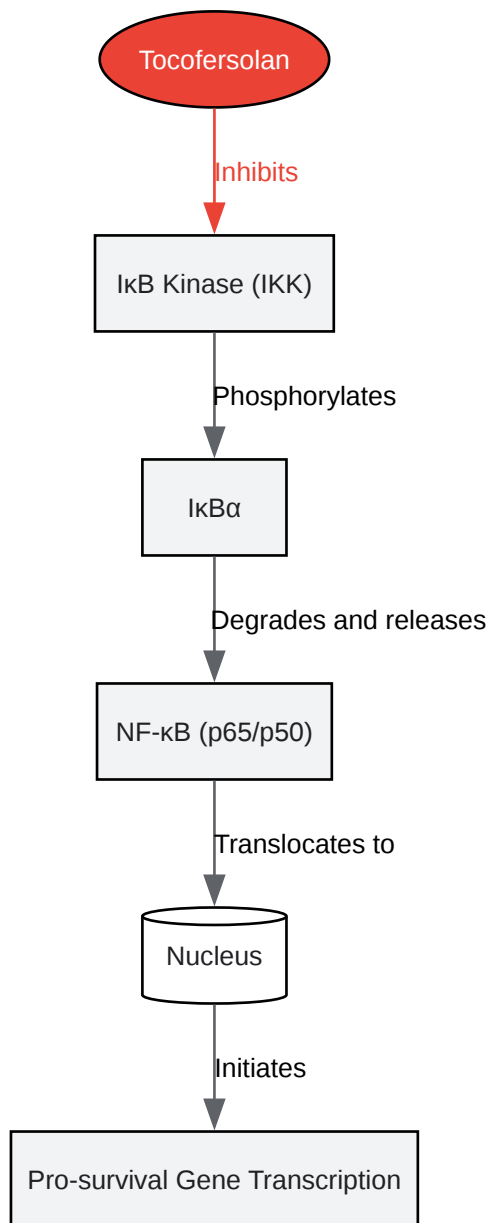 Tocofersolan
Inhibits
IκB Kinase (IKK)
Phosphorylates
IκBα
Degrades and releases
NF-κB (p65/p50)
Translocates to
Nucleus
Initiates
Pro-survival Gene Transcription